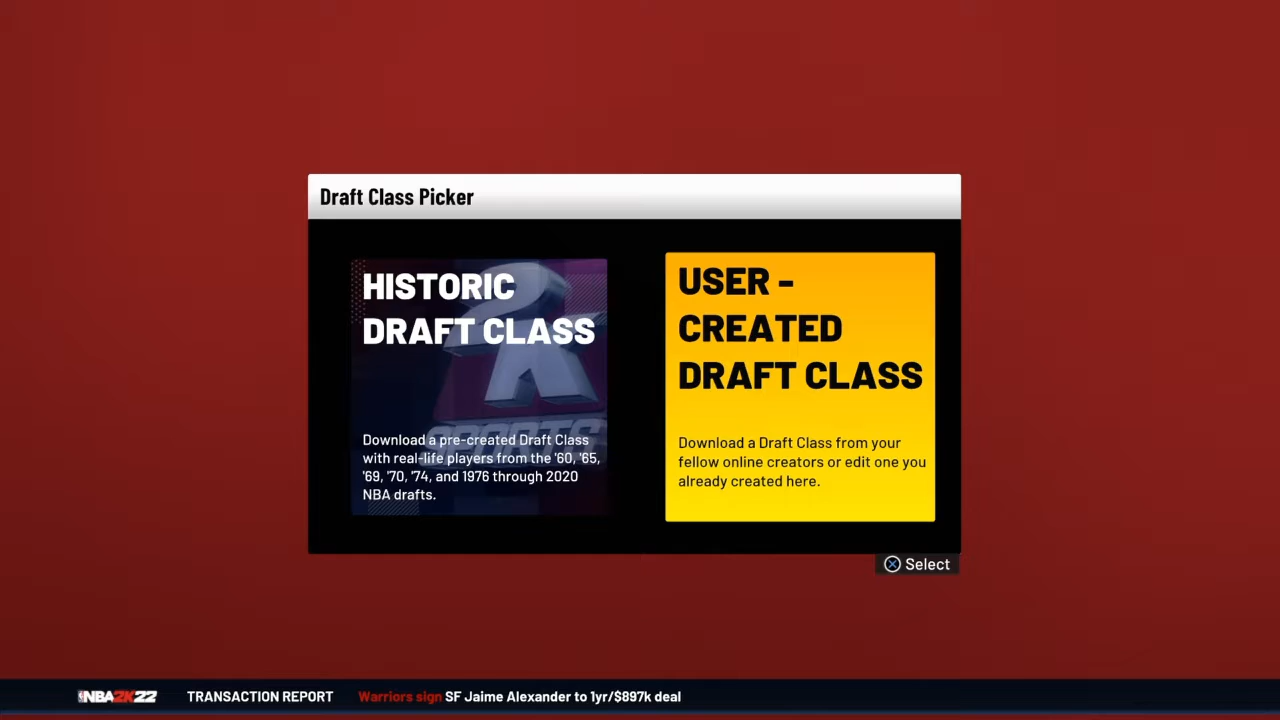 Draft Class Picker
HISTORIC
DRAFT CLASS
SPORTS
Download a pre-created Draft Class
with real-life players from the '60, '65,
'69, '70, '74, and 1976 through 2020
NBA drafts.
USER -
CREATED
DRAFT CLASS
Download a Draft Class from your
fellow online creators or edit one you
already created here.
Select
NBA2K22 TRANSACTION REPORT Warriors sign SF Jaime Alexander to 1yr/$897k deal